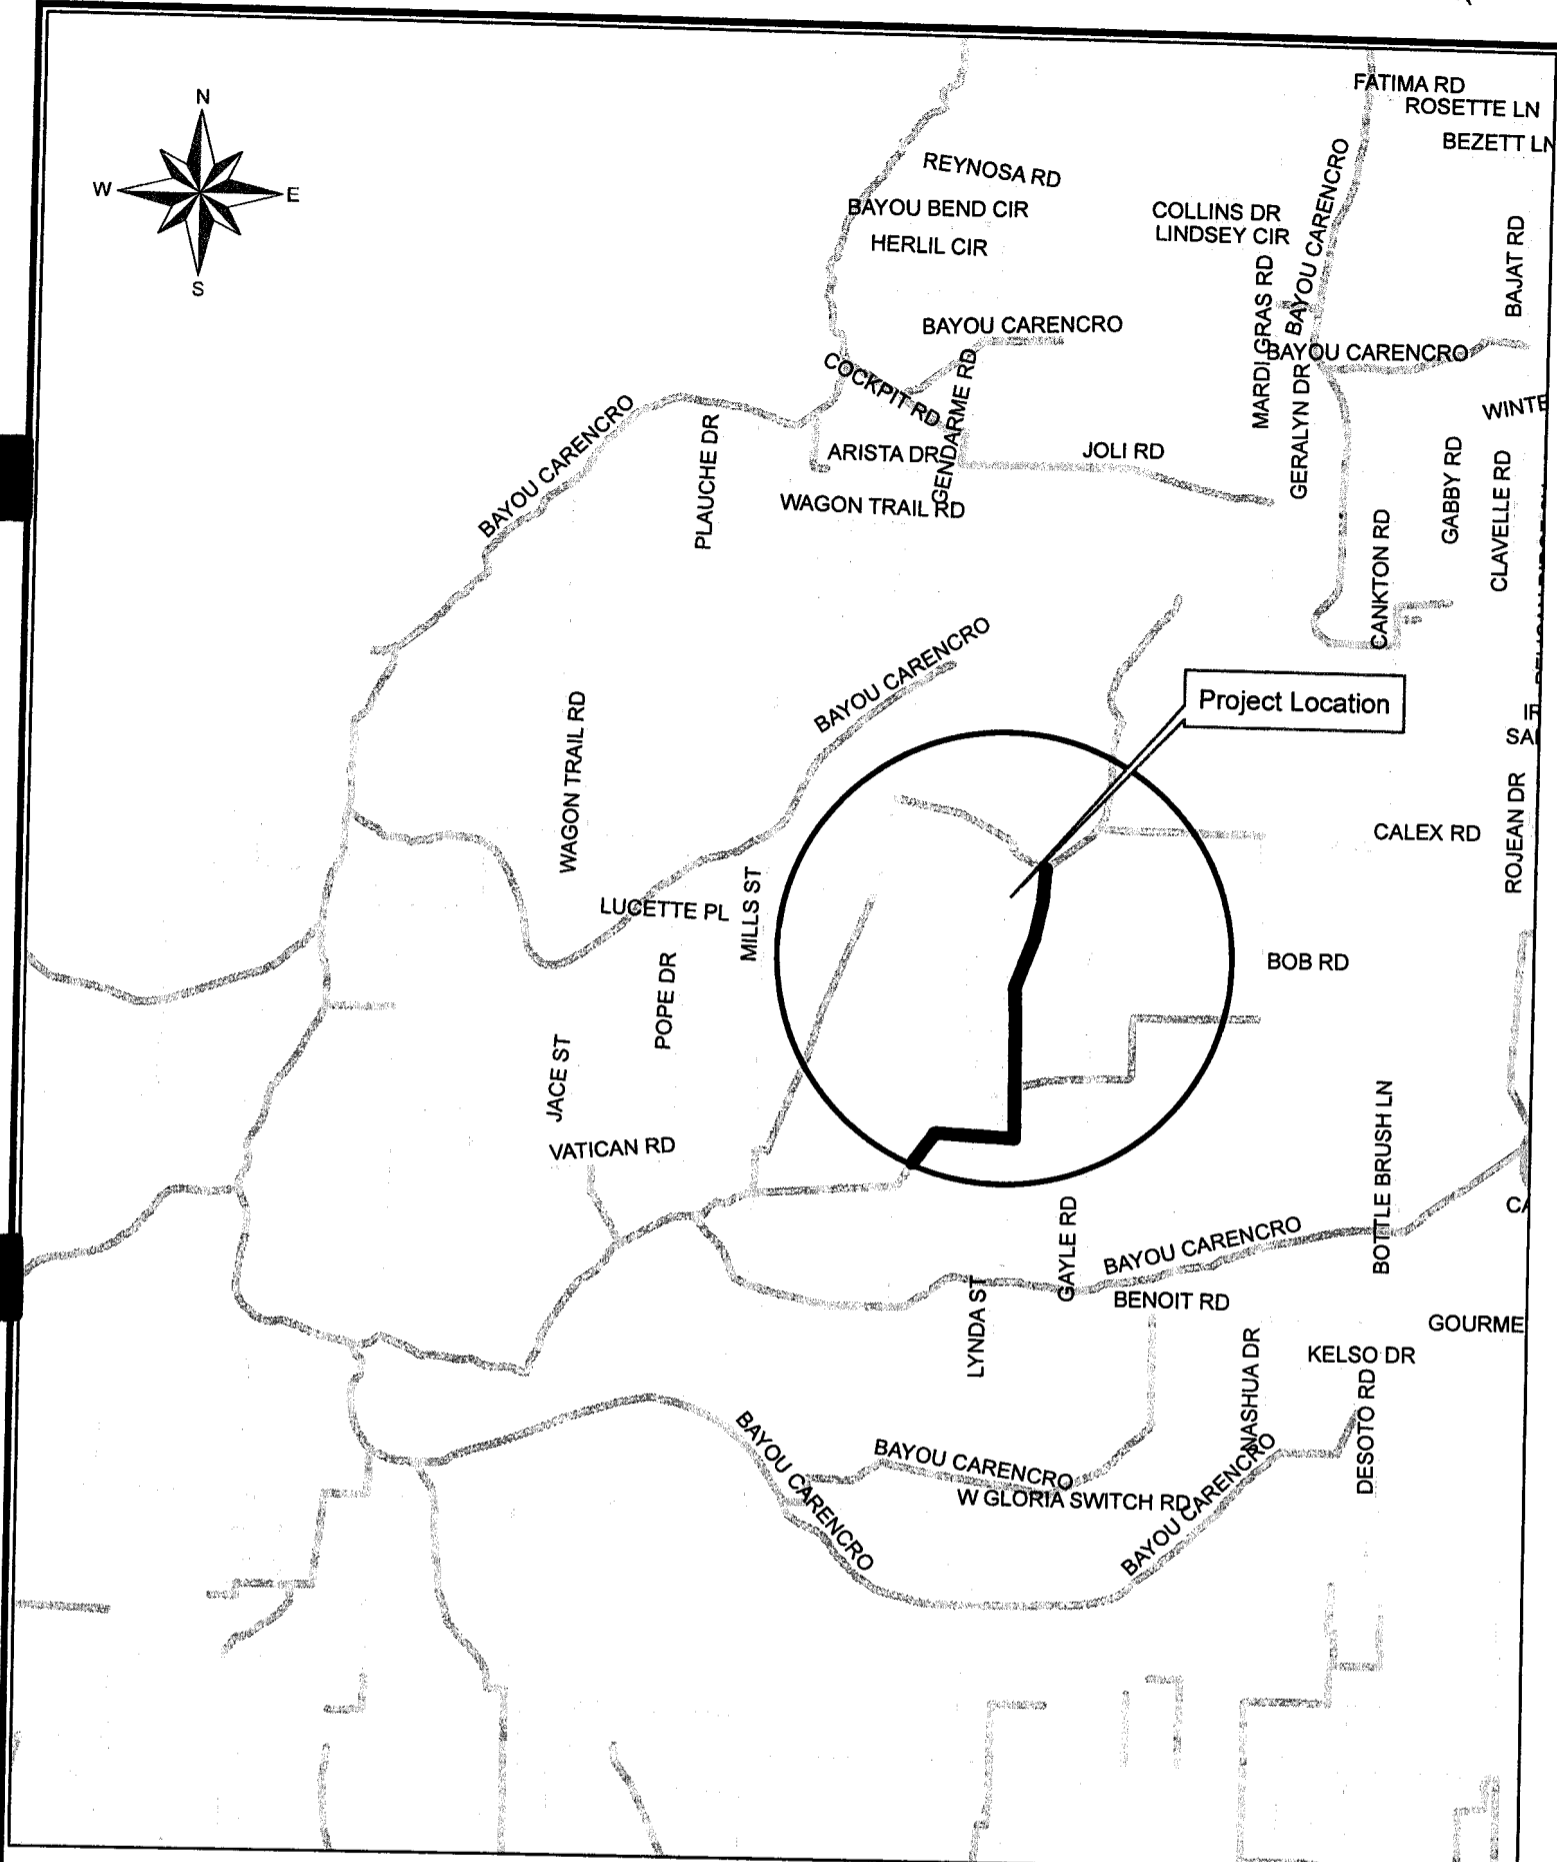 N
W
E
S
FATIMA RD
ROSETTE LN
BEZETT LN
REYNOSA RD
BAYOU BEND CIR
HERLIL CIR
COLLINS DR
LINDSEY CIR
BAYOU CARENCRO
BAJAT RD
MARDI GRAS RD
BAYOU CARENCRO
BAYOU CARENCRO
COCKPIT RD
GENDARME RD
GERALYN DR
WINTE
BAYOU CARENCRO
PLAUCHE DR
ARISTA DR
JOLI RD
WAGON TRAIL RD
GABBY RD
CLAVELLE RD
CANKTON RD
BAYOU CARENCRO
Project Location
SA
WAGON TRAIL RD
CALEX RD
ROJEAN DR
LUCETTE PL
MILLS ST
BOB RD
POPE DR
JACE ST
VATICAN RD
BOTTLE BRUSH LN
CA
GAYLE RD
BAYOU CARENCRO
BENOIT RD
LYNDA ST
GOURME
NASHUA DR
KELSO DR
DESOTO RD
BAYOU CARENCRO
BAYOU CARENCRO
W GLORIA SWITCH RD
BAYOU CARENCRO